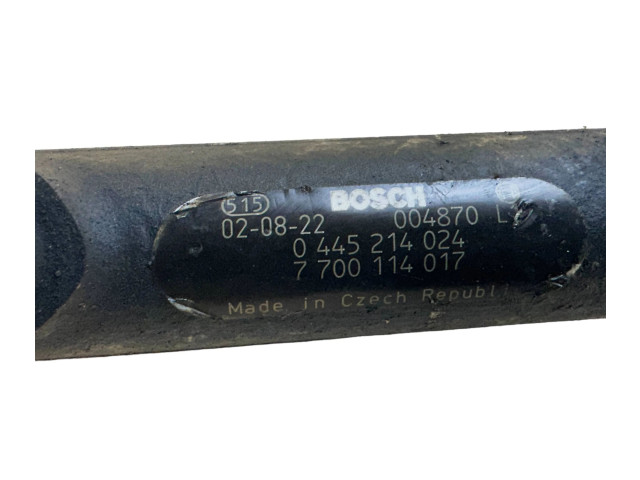 515 BOSCH
02-08-22 004870 L
0 445 214 024
7 700 114 017
Made in Czech Republi